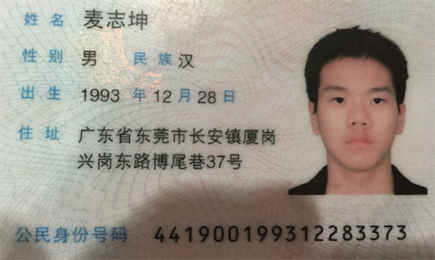 姓名 麦志坤
性别 男 民族 汉
出生 1993 年 12 月 28 日
住址 广东省东莞市长安镇厦岗
兴岗东路博尾巷37号
公民身份号码 441900199312283373